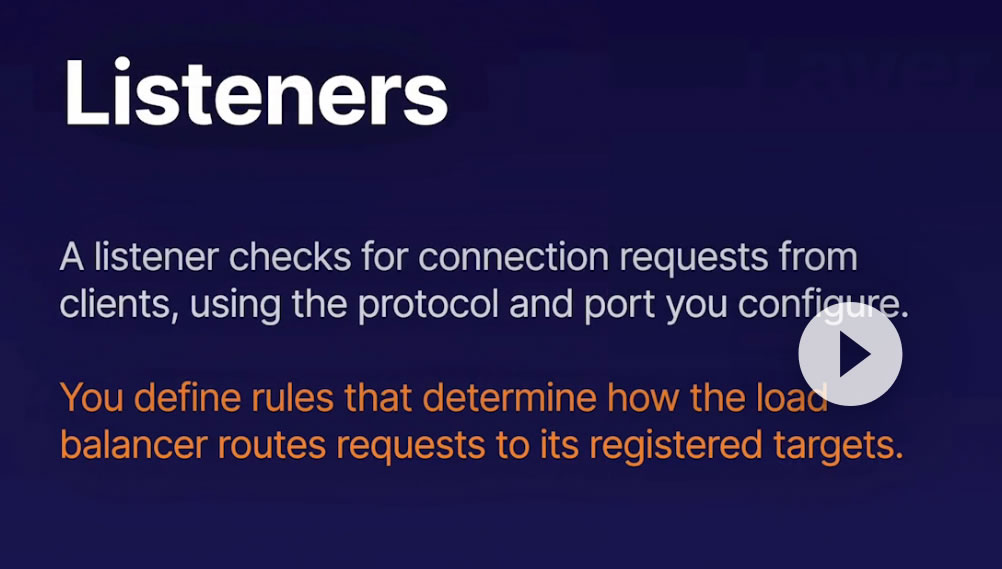 Listeners
A listener checks for connection requests from
clients, using the protocol and port you configure.
You define rules that determine how the load
balancer routes requests to its registered targets.